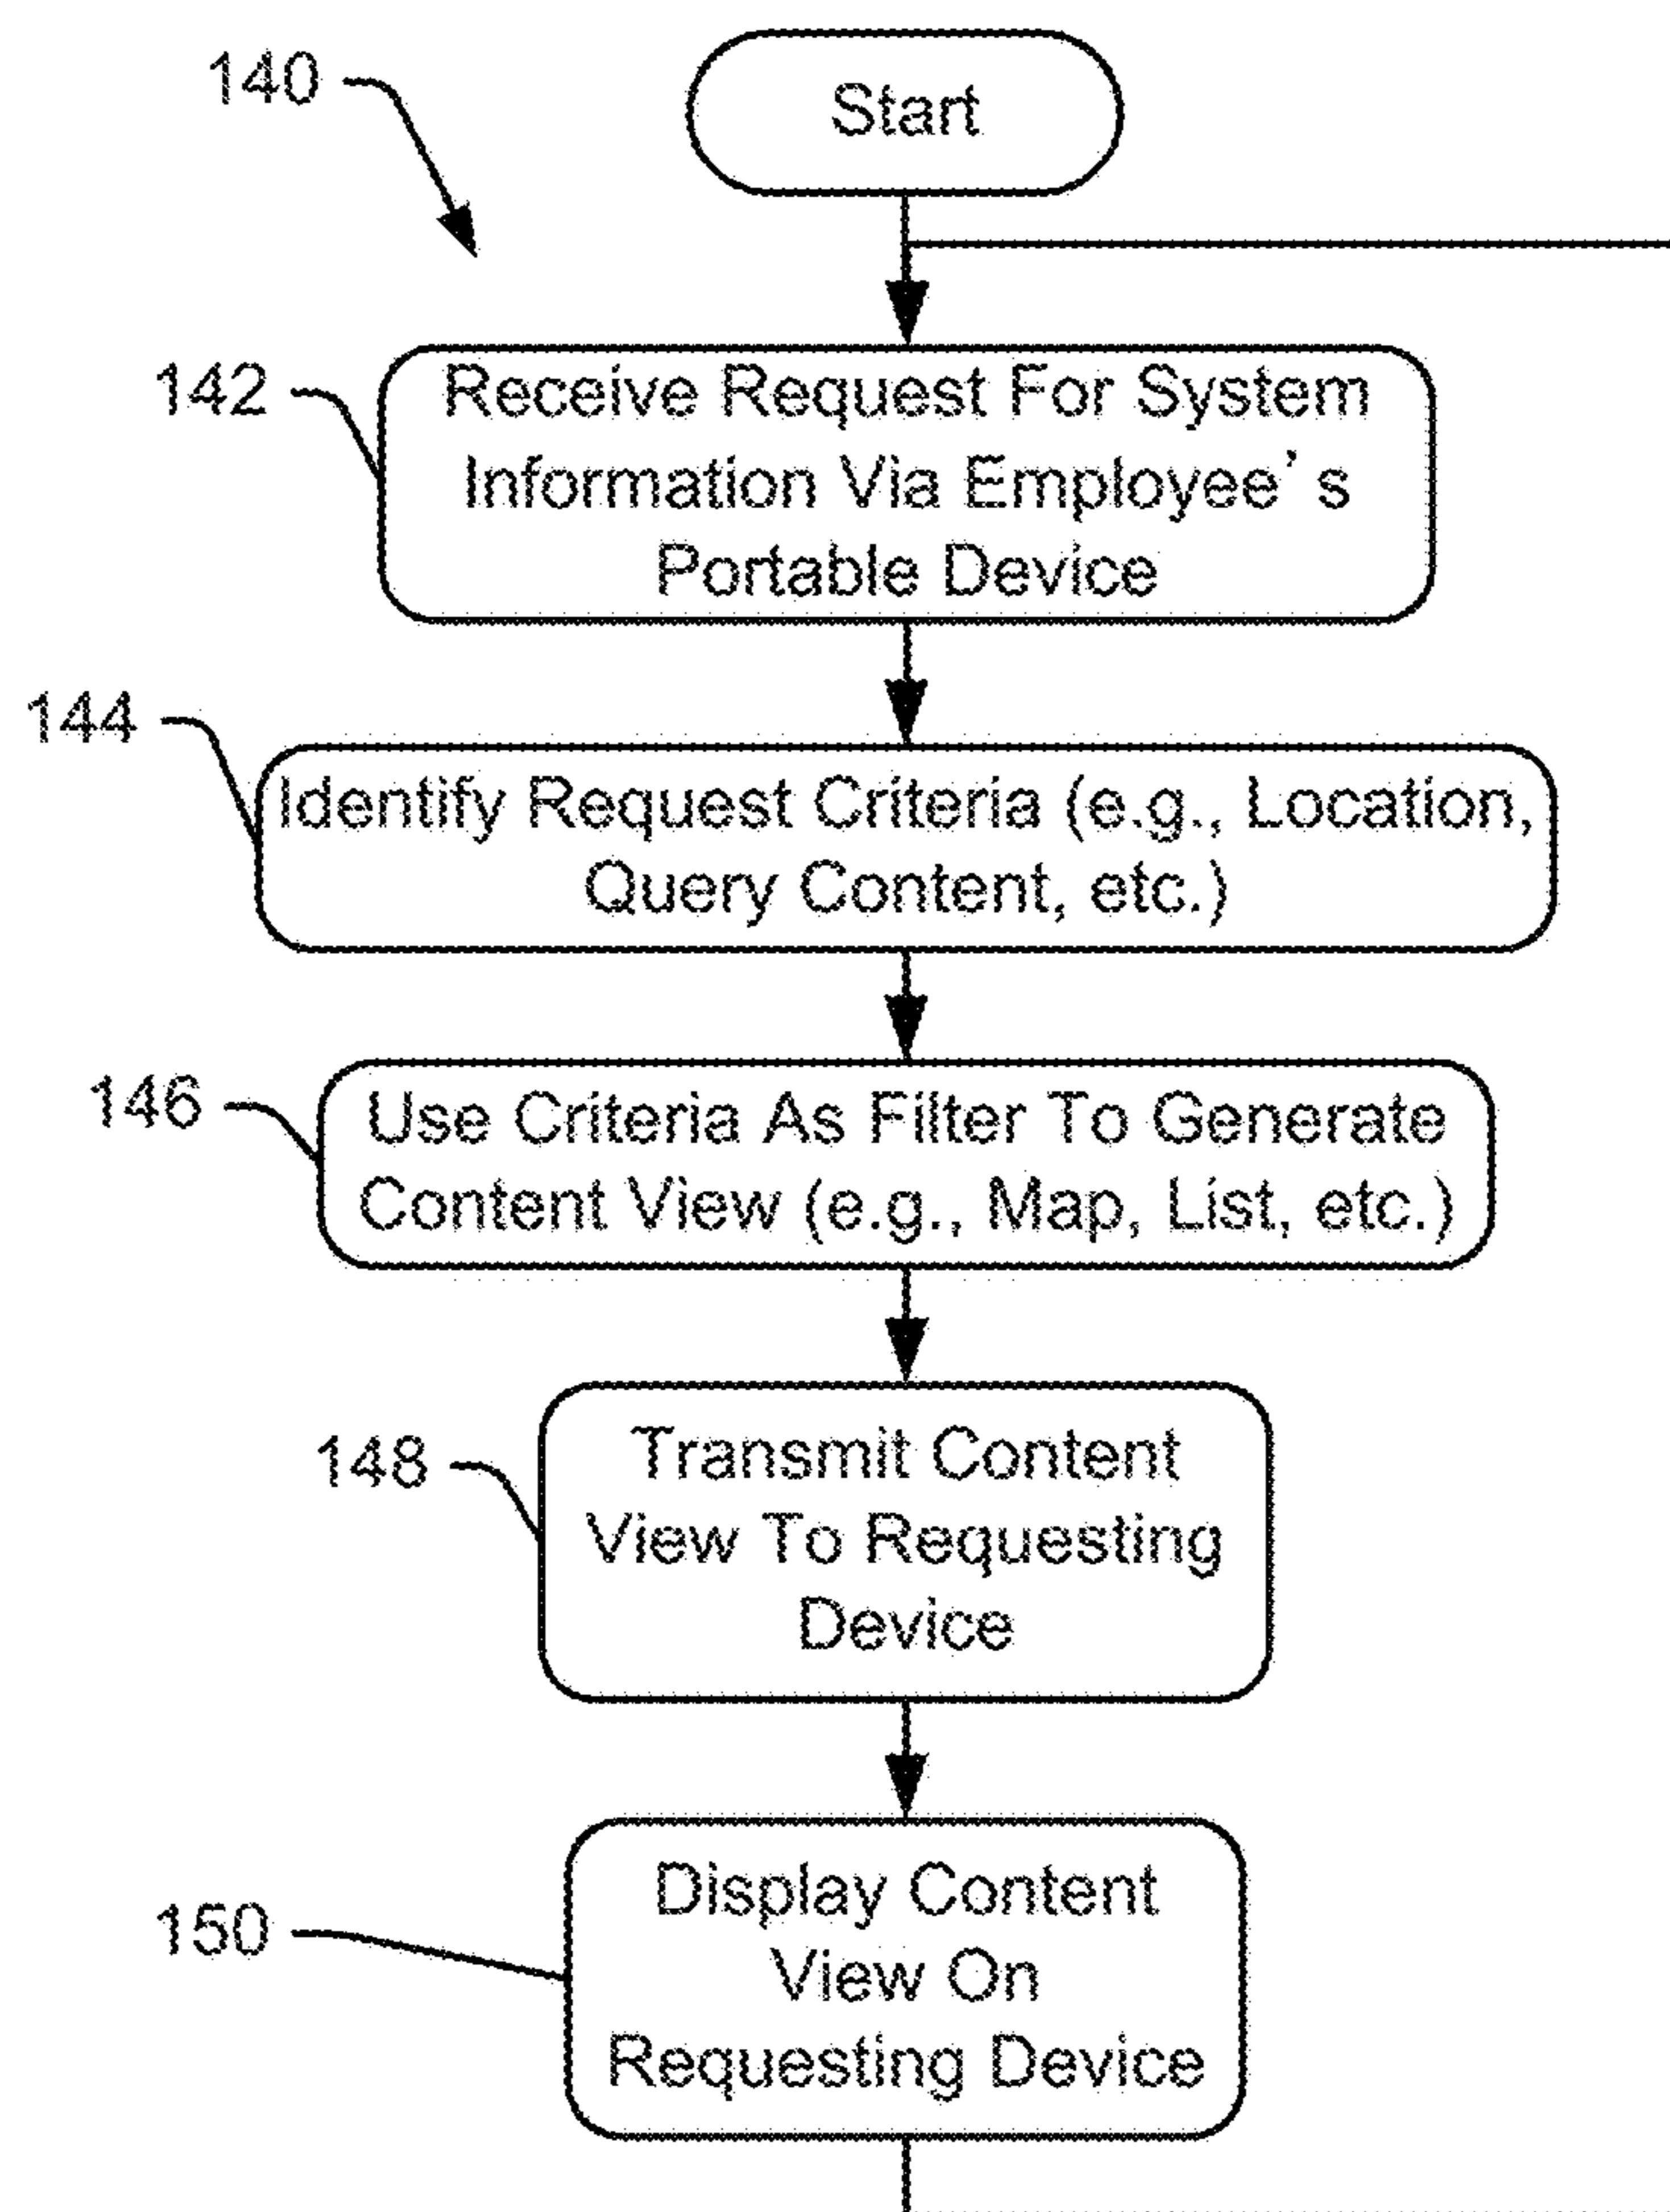 140
Start
142
Receive Request For System
Information Via Employee's
Portable Device
144
Identify Request Criteria (e.g., Location,
Query Content, etc.)
146
Use Criteria As Filter To Generate
Content View (e.g., Map, List, etc.)
148
Transmit Content
View To Requesting
Device
150
Display Content
View On
Requesting Device